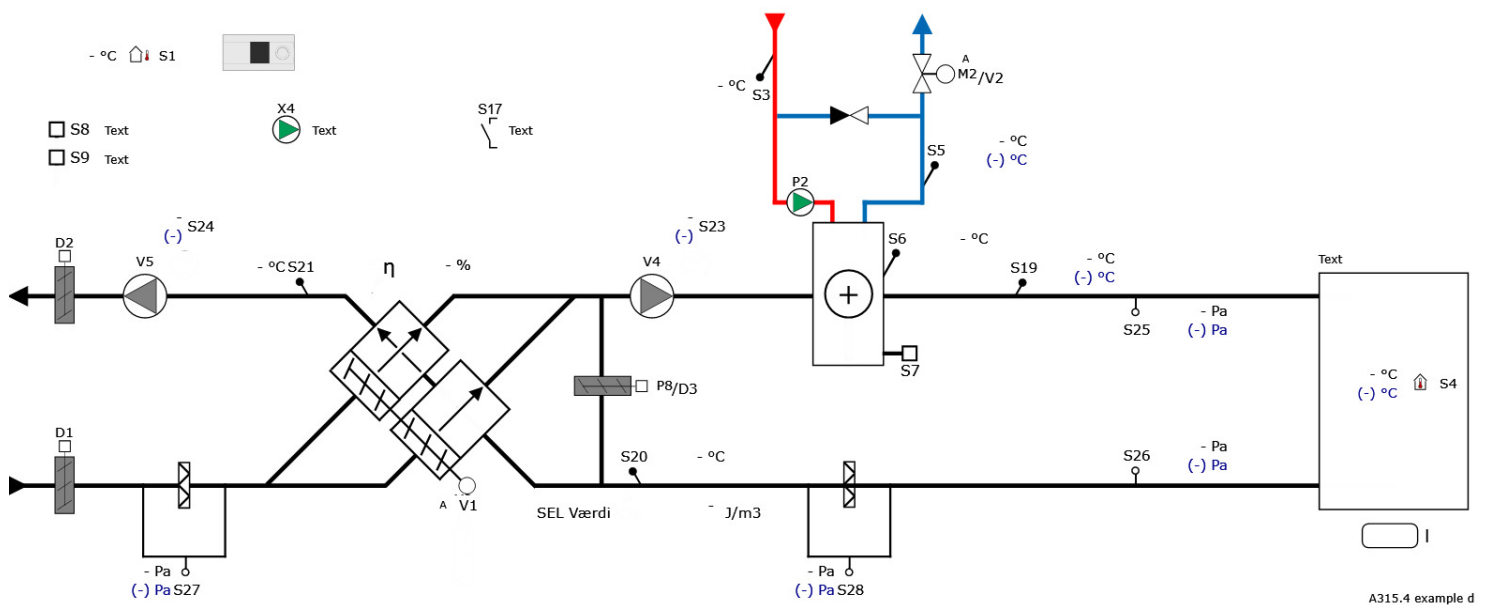 - °C S1
S8 Text
S9 Text
X4
Text
S17
Text
- °C
S3
A
M2/V2
S5
- °C
(-) °C
P2
-
(-) S24
D2
V5
- °C S21
η
- %
-
(-) S23
V4
S6
- °C
S19
- °C
(-) °C
S25
- Pa
(-) Pa
Text
S7
P8/D3
- °C
(-) °C
S4
D1
A
V1
S20
- °C
SEL Værdi
- J/m3
S26
- Pa
(-) Pa
- Pa
(-) Pa S27
- Pa
(-) Pa S28
I
A315.4 example d